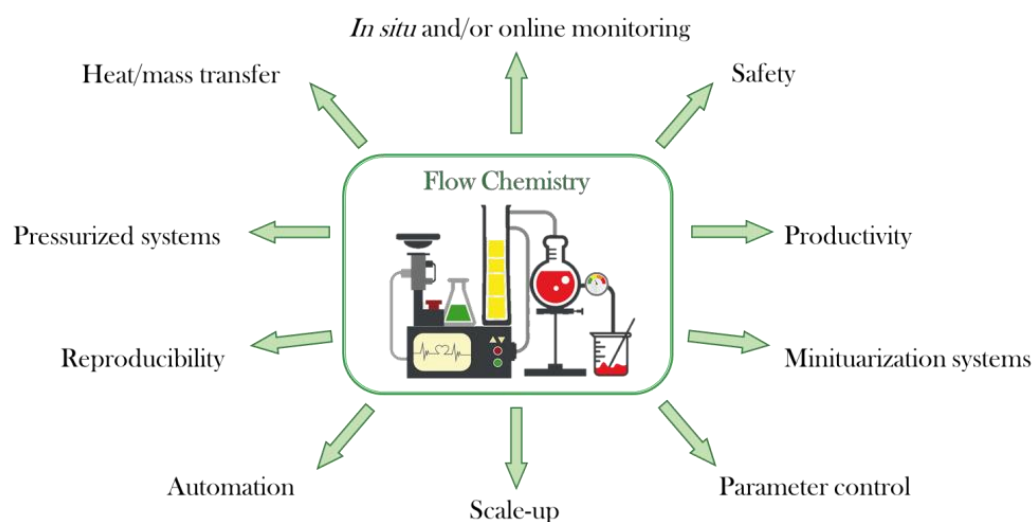 In situ and/or online monitoring
Heat/mass transfer
Safety
Flow Chemistry
Pressurized systems
Productivity
Reproducibility
Minituarization systems
Automation
Parameter control
Scale-up